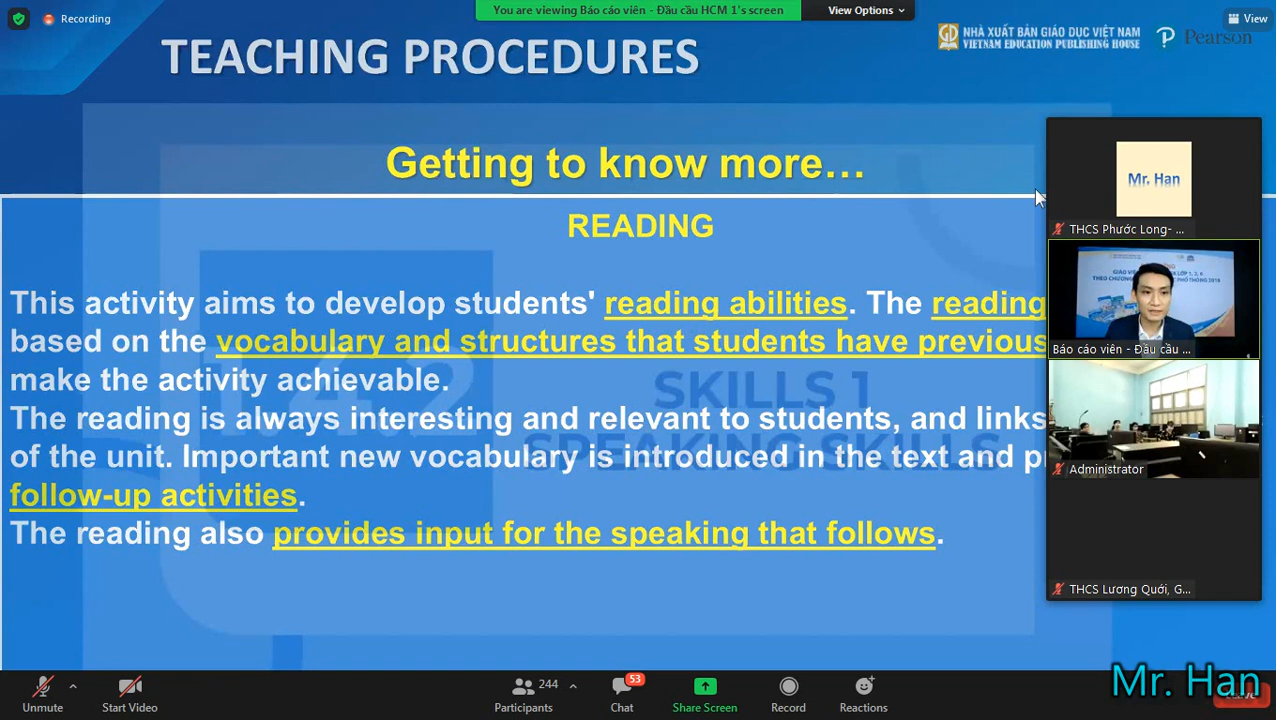 Recording
You are viewing Báo cáo viên - Đầu cầu HCM 1's screen
View Options
View
TEACHING PROCEDURES
NHÀ XUẤT BẢN GIÁO DỤC VIỆT NAM
VIETNAM EDUCATION PUBLISHING HOUSE
Pearson
Getting to know more…
READING
This activity aims to develop students' reading abilities. The reading
based on the vocabulary and structures that students have previous
make the activity achievable.
The reading is always interesting and relevant to students, and links
of the unit. Important new vocabulary is introduced in the text and
follow-up activities.
The reading also provides input for the speaking that follows.
1.4.2
SKILLS 1
SPEAKING SKILLS
Mr. Han
THCS Phước Long- ...
Báo cáo viên - Đầu cầu ...
Administrator
THCS Lương Quới, G...
Unmute
Start Video
244
Participants
53
Chat
Share Screen
Record
Reactions
Mr. Han